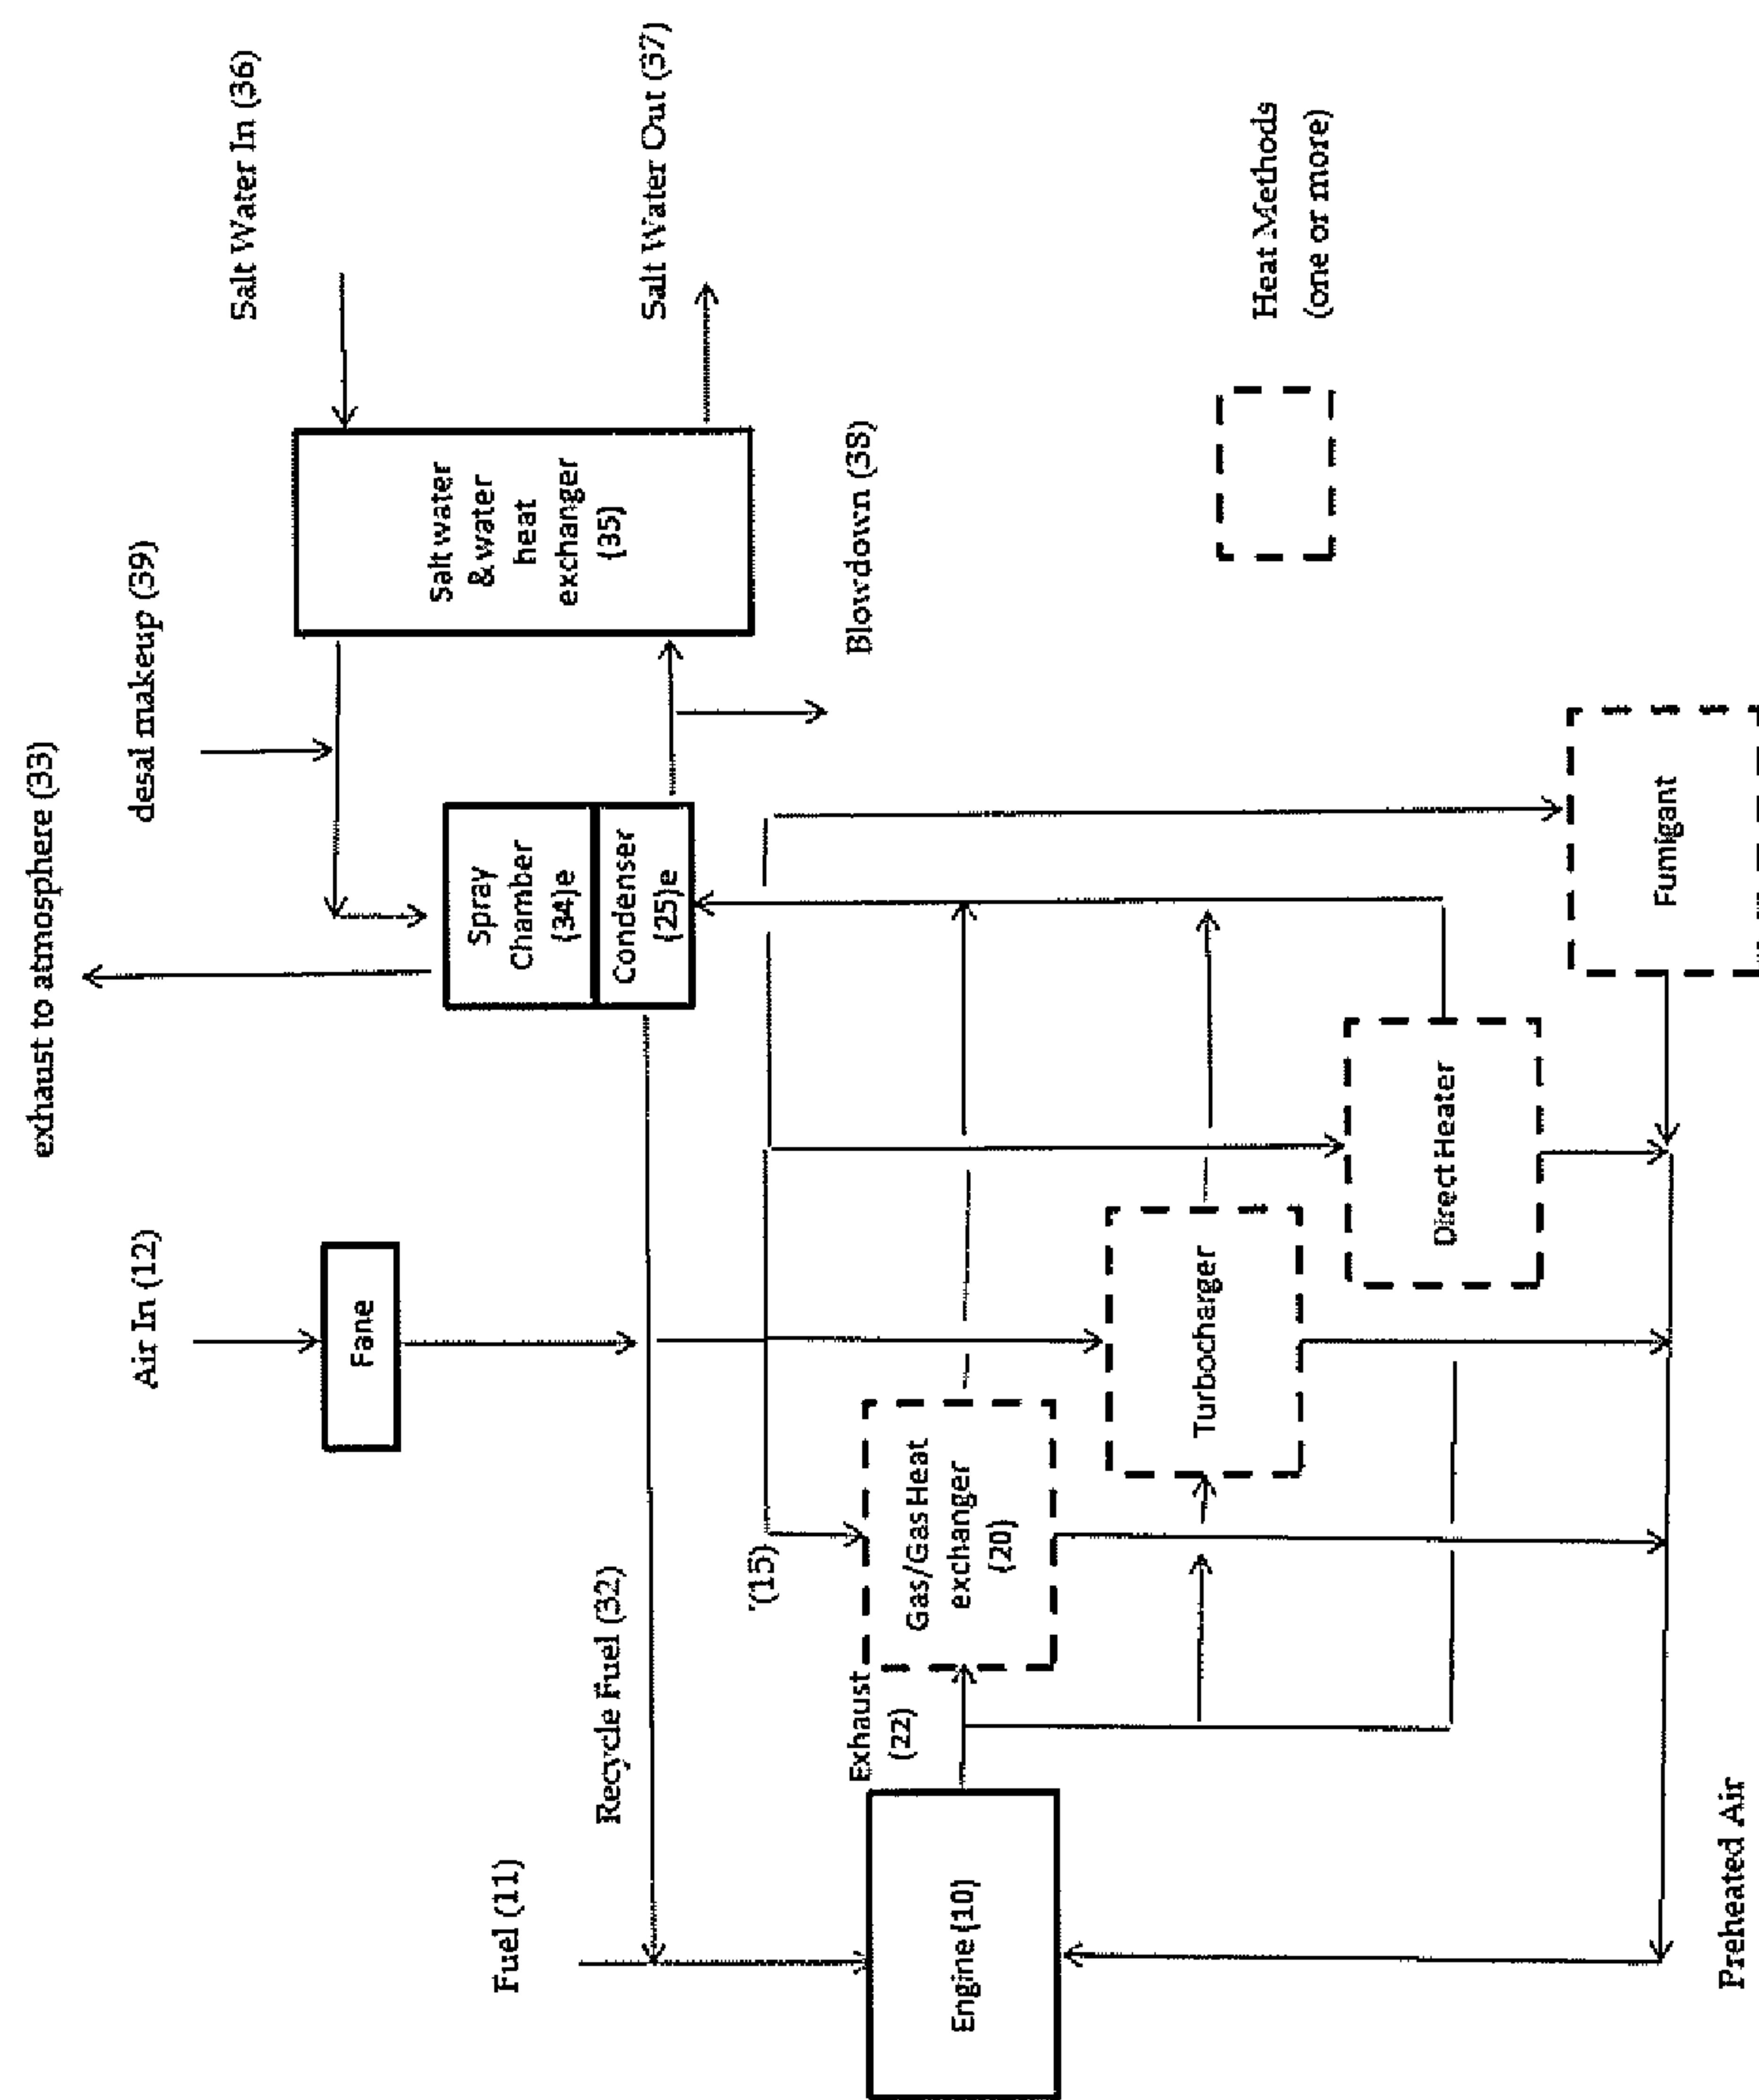 exhaust to atmosphere (33)
desal makeup (39)
Salt Water In (36)
Air In (12)
Fane
Spray
Chamber
(34)e
Condenser
(25)e
Saltwater
& water
heat
exchanger
(35)
Salt Water Out (37)
Blowdown (38)
Fuel (11)
Recycle Fuel (32)
(15)
Exhaust
(22)
Gas/Gas Heat
exchanger
(20)
Engine (10)
Turbocharger
Direct Heater
Fumigant
Preheated Air
Heat Methods
(one or more)